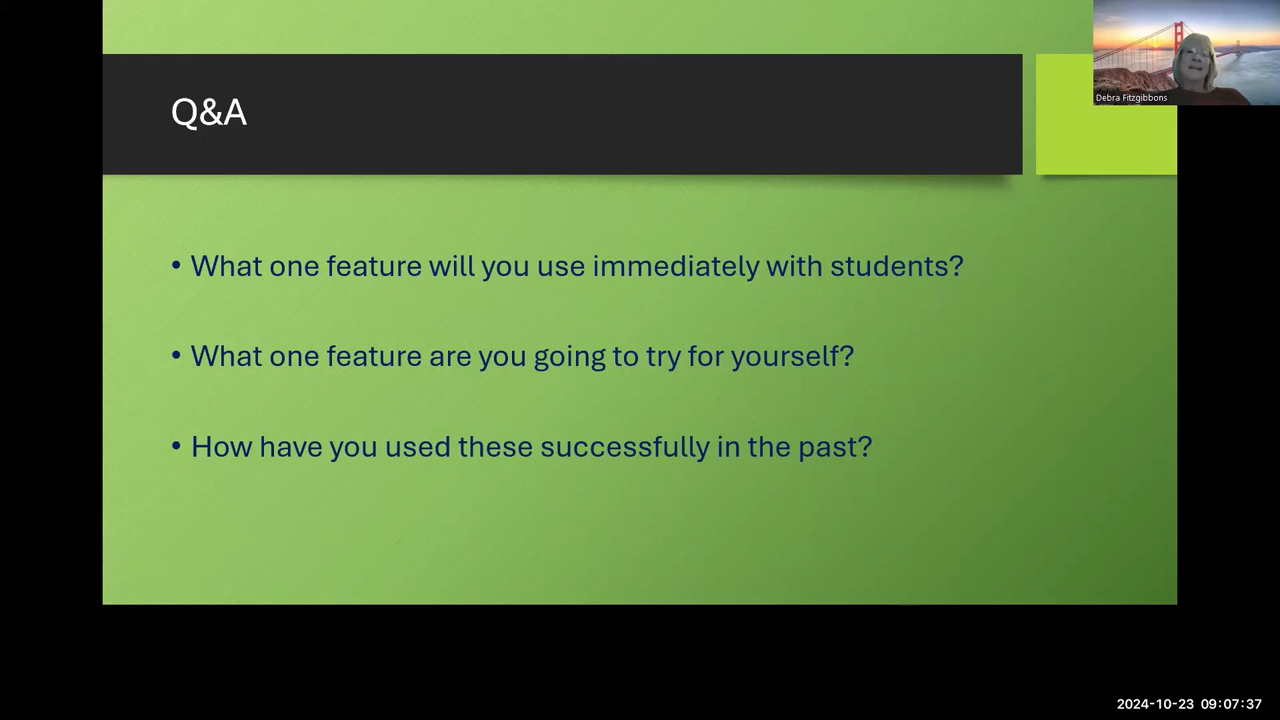 Q&A
Debra Fitzgibbons
• What one feature will you use immediately with students?
• What one feature are you going to try for yourself?
• How have you used these successfully in the past?
2024-10-23 09:07:37